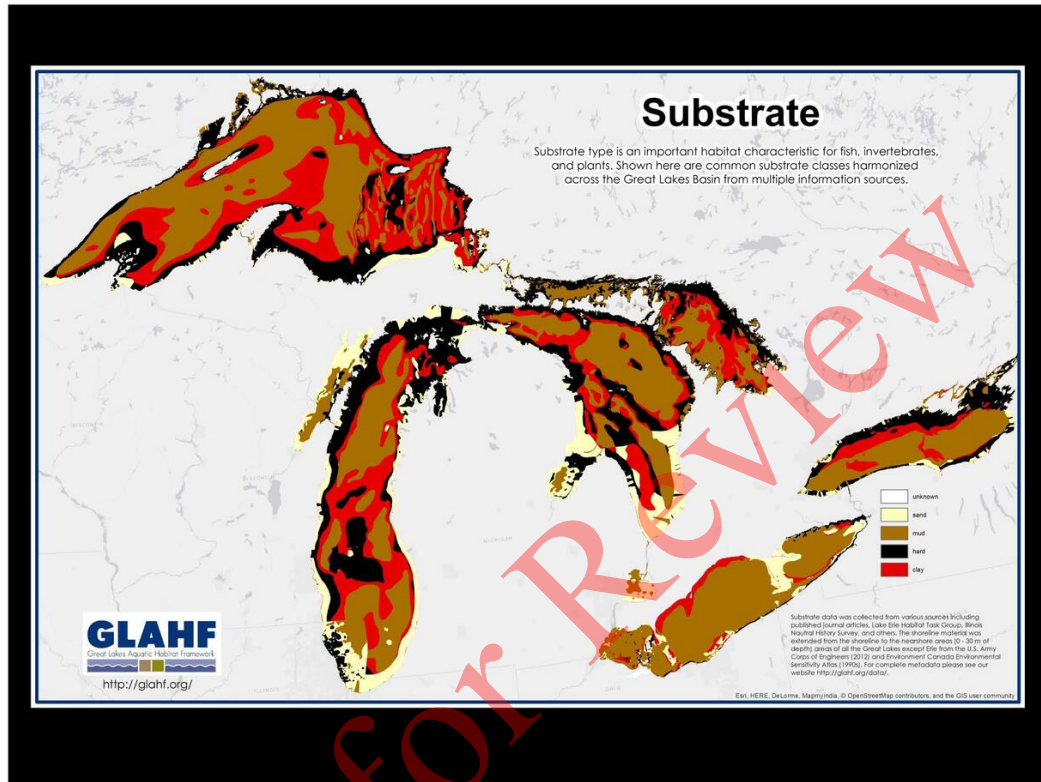 Substrate
Substrate type is an important habitat characteristic for fish, invertebrates,
and plants. Shown here are common substrate classes harmonized
across the Great Lakes Basin from multiple information sources.
unknown
sand
mud
hard
clay
Substrate data was collected from various sources including
published journal articles, Lake Erie Habitat Task Group, Illinois
Nautral History Survey, and others. The shoreline material was
extended from the shoreline to the nearshore areas (0 - 30 m of
depth) areas of all the Great Lakes except Erie from the U.S. Army
Corps of Engineers (2012) and Environment Canada Environmental
Sensitivity Atlas (1990s). For complete metadata please see our
website http://glahf.org/data/.
GLAHF
Great Lakes Aquatic Habitat Framework
http://glahf.org/
Esri, HERE, DeLorme, MapmyIndia, © OpenStreetMap contributors, and the GIS user community
for Review